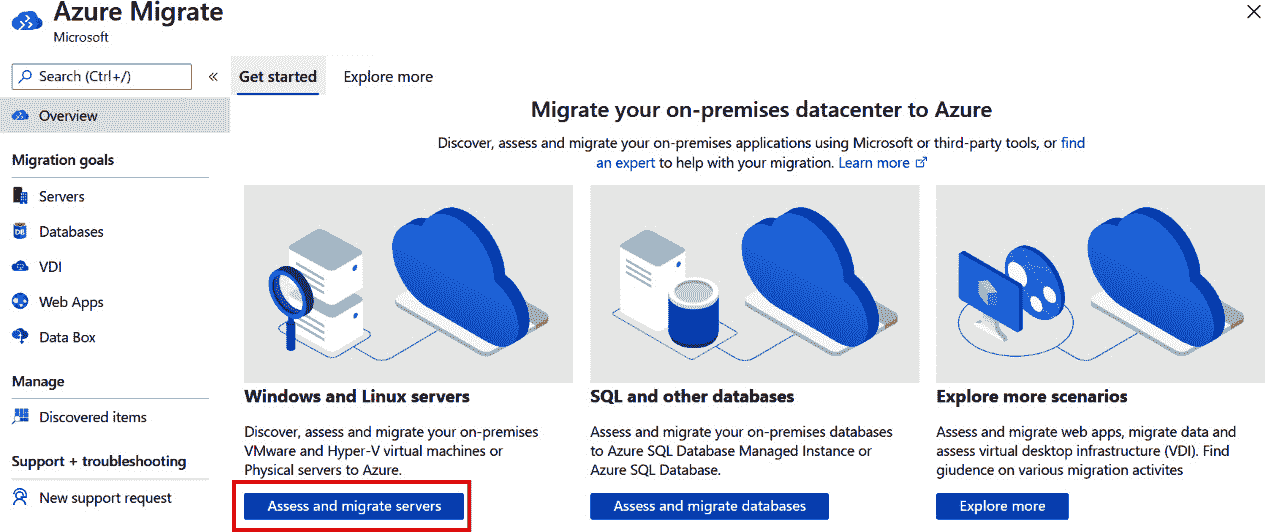 Azure Migrate
Microsoft
Search (Ctrl+/)
«
Get started
Explore more
Overview
Migration goals
Servers
Databases
VDI
Web Apps
Data Box
Manage
Discovered items
Support + troubleshooting
New support request
Migrate your on-premises datacenter to Azure
Discover, assess and migrate your on-premises applications using Microsoft or third-party tools, or find
an expert to help with your migration. Learn more
Windows and Linux servers
Discover, assess and migrate your on-premises
VMware and Hyper-V virtual machines or
Physical servers to Azure.
Assess and migrate servers
SQL and other databases
Assess and migrate your on-premises databases
to Azure SQL Database Managed Instance or
Azure SQL Database.
Assess and migrate databases
Explore more scenarios
Assess and migrate web apps, migrate data and
assess virtual desktop infrastructure (VDI). Find
giudence on various migration activites
Explore more